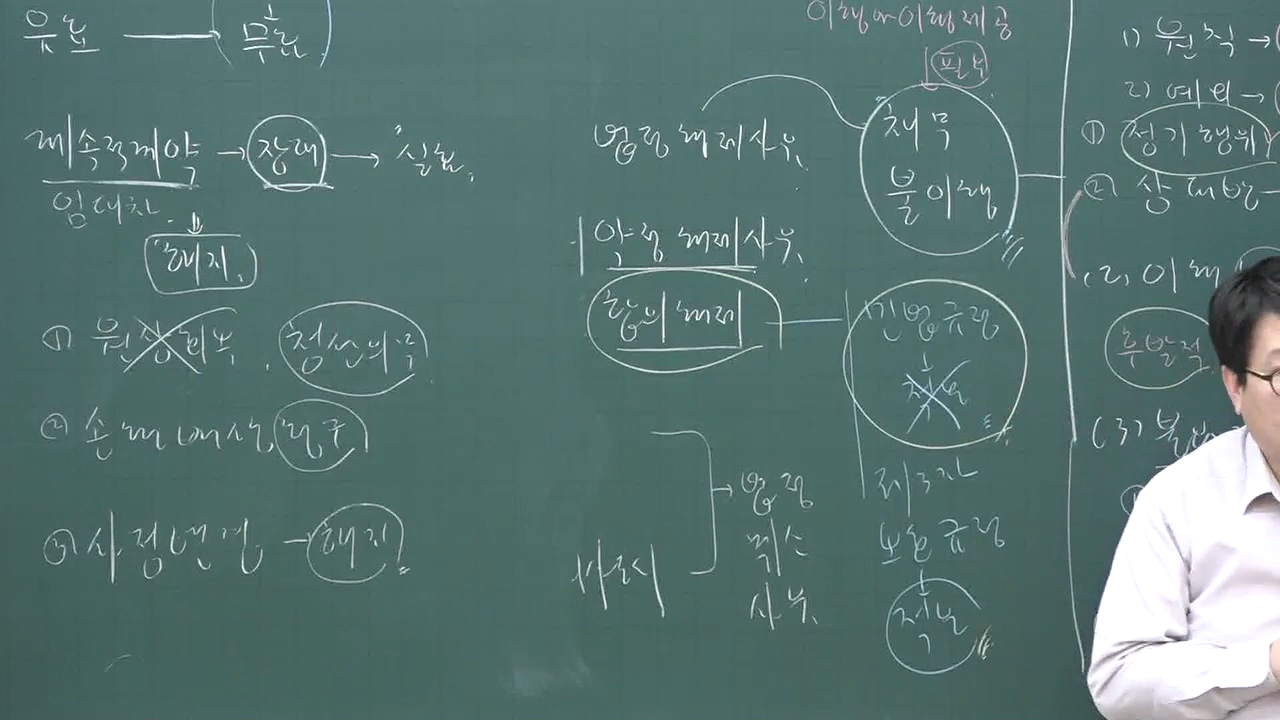 유효 → 무효
계속적계약 → 장래 → 실효.
임대차
↓
해지.
① 원상회복. 청산의무
② 손해배상청구
③ 사정변경 → 해지.
이행 or 이행제공
필요
법정해제사유.
채무
불이행
약정해제사유.
합의해제
민법규정
↓
적용
제3자
보호규정
↓
적용
법정
취소
사유.
1) 원칙 →
2) 예외 →
① 정기행위
② 상대방
(2) 이행
후발적
(3) 불
①